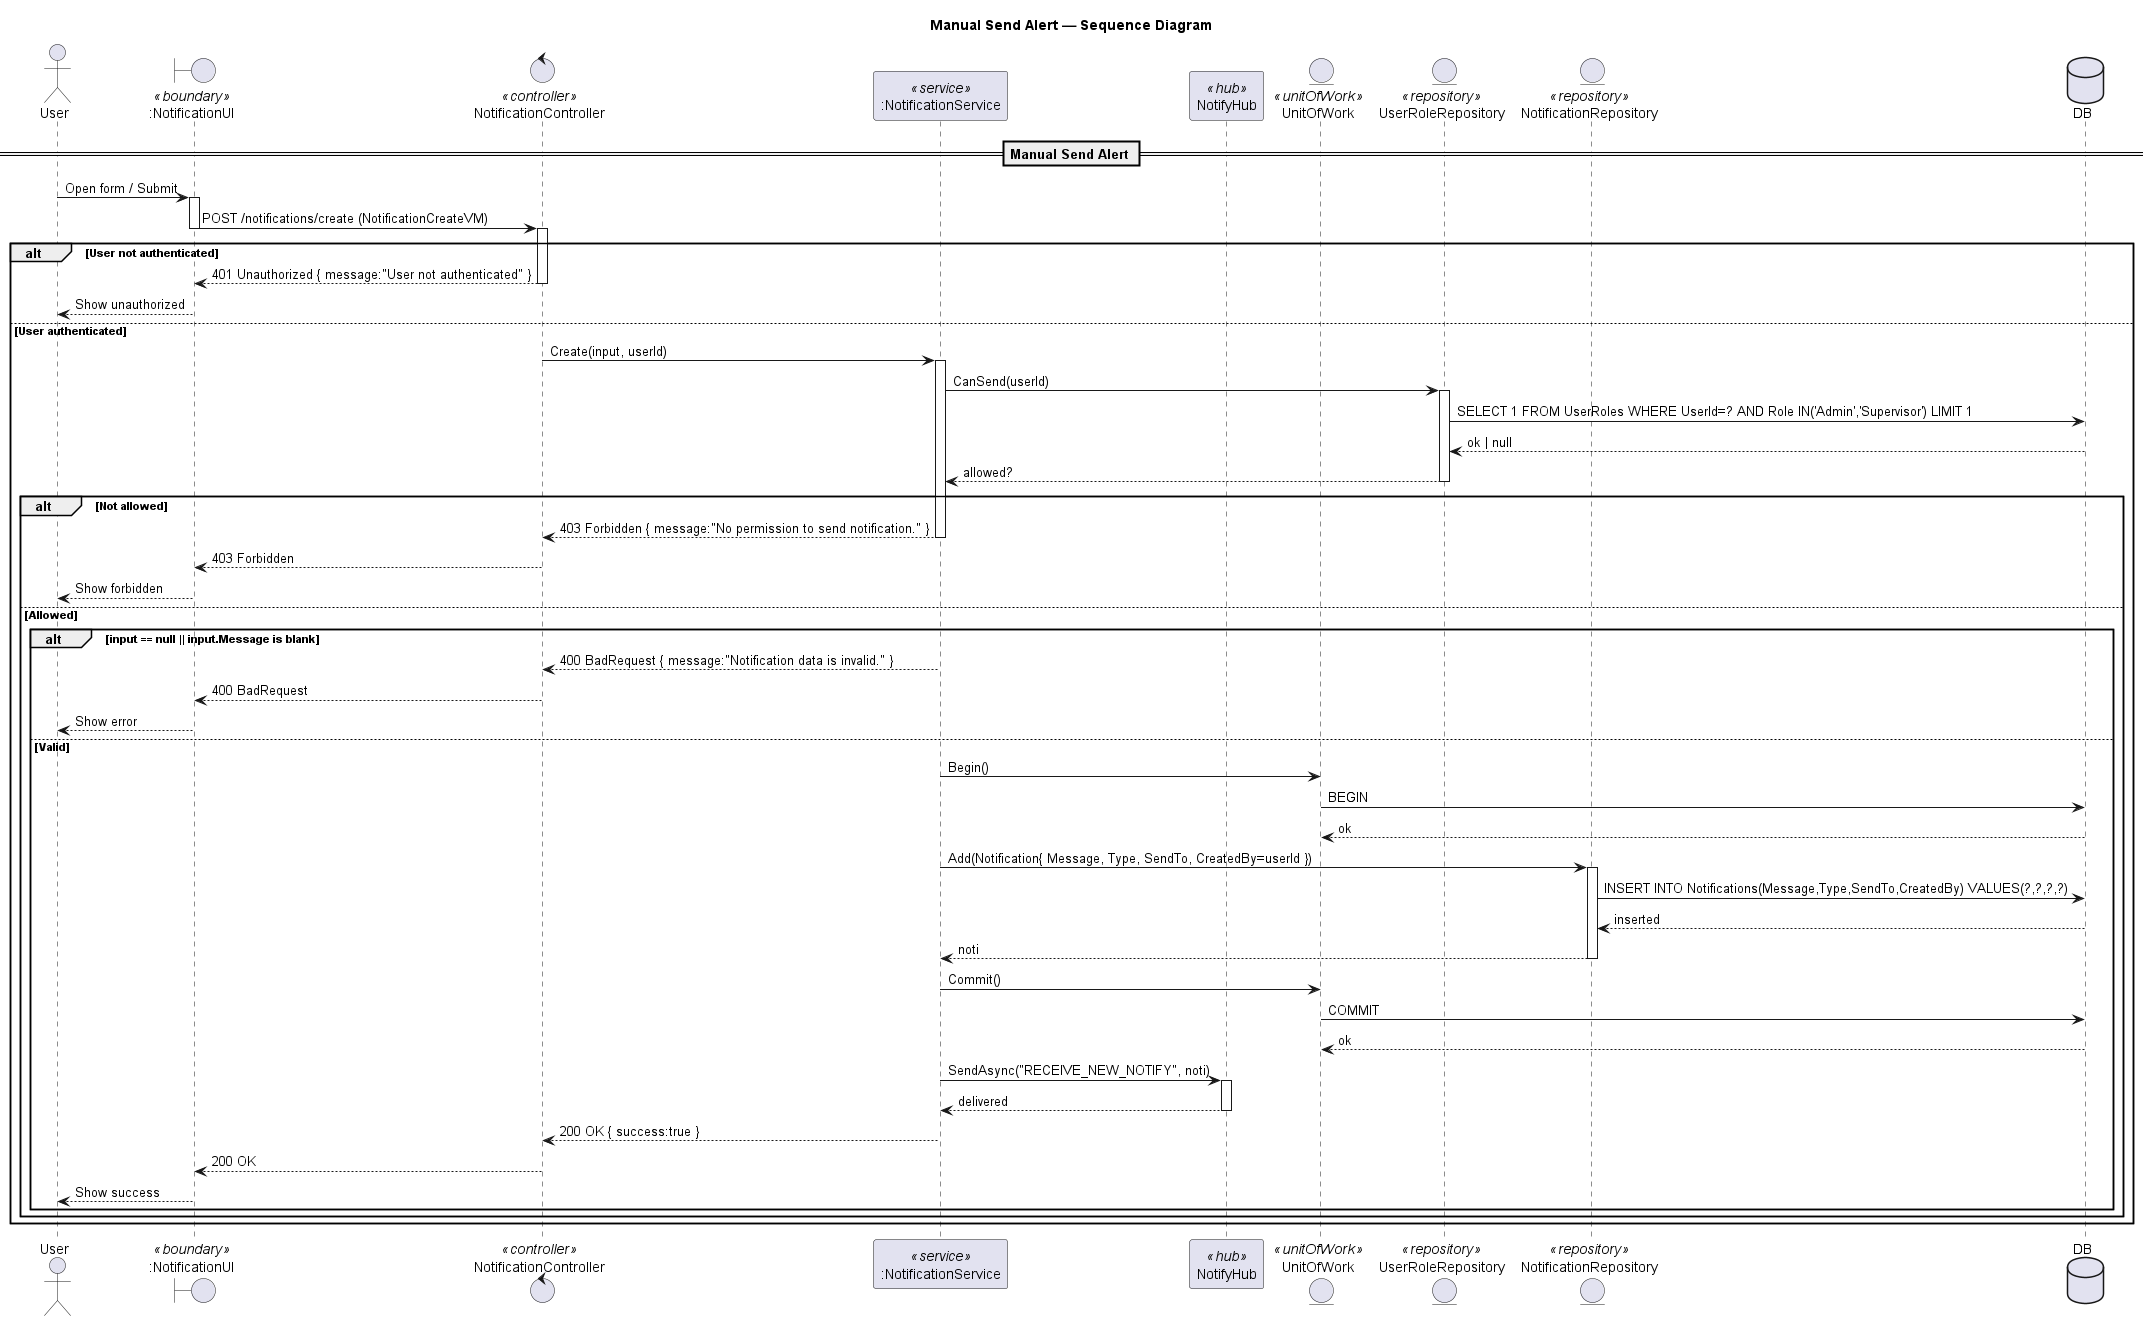 Manual Send Alert — Sequence Diagram
User
«boundary»
:NotificationUI
«controller»
NotificationController
«service»
:NotificationService
«hub»
NotifyHub
«unitOfWork»
UnitOfWork
«repository»
UserRoleRepository
«repository»
NotificationRepository
DB
Manual Send Alert
Open form / Submit
POST /notifications/create (NotificationCreateVM)
alt
[User not authenticated]
401 Unauthorized { message:"User not authenticated" }
Show unauthorized
[User authenticated]
Create(input, userId)
CanSend(userId)
SELECT 1 FROM UserRoles WHERE UserId=? AND Role IN('Admin','Supervisor') LIMIT 1
ok | null
allowed?
alt
[Not allowed]
403 Forbidden { message:"No permission to send notification." }
403 Forbidden
Show forbidden
[Allowed]
alt
[input == null || input.Message is blank]
400 BadRequest { message:"Notification data is invalid." }
400 BadRequest
Show error
[Valid]
Begin()
BEGIN
ok
Add(Notification{ Message, Type, SendTo, CreatedBy=userId })
INSERT INTO Notifications(Message,Type,SendTo,CreatedBy) VALUES(?,?,?,?)
inserted
noti
Commit()
COMMIT
ok
SendAsync("RECEIVE_NEW_NOTIFY", noti)
delivered
200 OK { success:true }
200 OK
Show success
User
«boundary»
:NotificationUI
«controller»
NotificationController
«service»
:NotificationService
«hub»
NotifyHub
«unitOfWork»
UnitOfWork
«repository»
UserRoleRepository
«repository»
NotificationRepository
DB